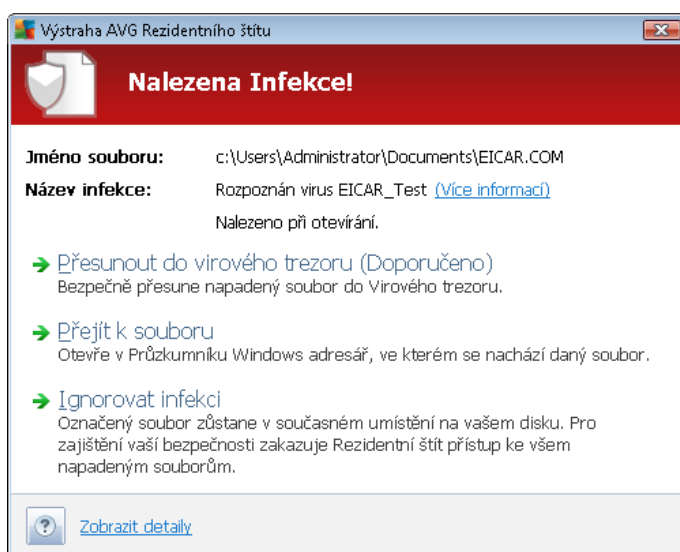 Výstraha AVG Rezidentního štítu
Nalezena Infekce!
Jméno souboru: c:\Users\Administrator\Documents\EICAR.COM
Název infekce: Rozpoznán virus EICAR_Test (Více informací)
Nalezeno při otevírání.
Přesunout do virového trezoru (Doporučeno)
Bezpečně přesune napadený soubor do Virového trezoru.
Přejít k souboru
Otevře v Průzkumníku Windows adresář, ve kterém se nachází daný soubor.
Ignorovat infekci
Označený soubor zůstane v současném umístění na vašem disku. Pro
zajištění vaší bezpečnosti zakazuje Rezidentní štít přístup ke všem
napadeným souborům.
? Zobrazit detaily